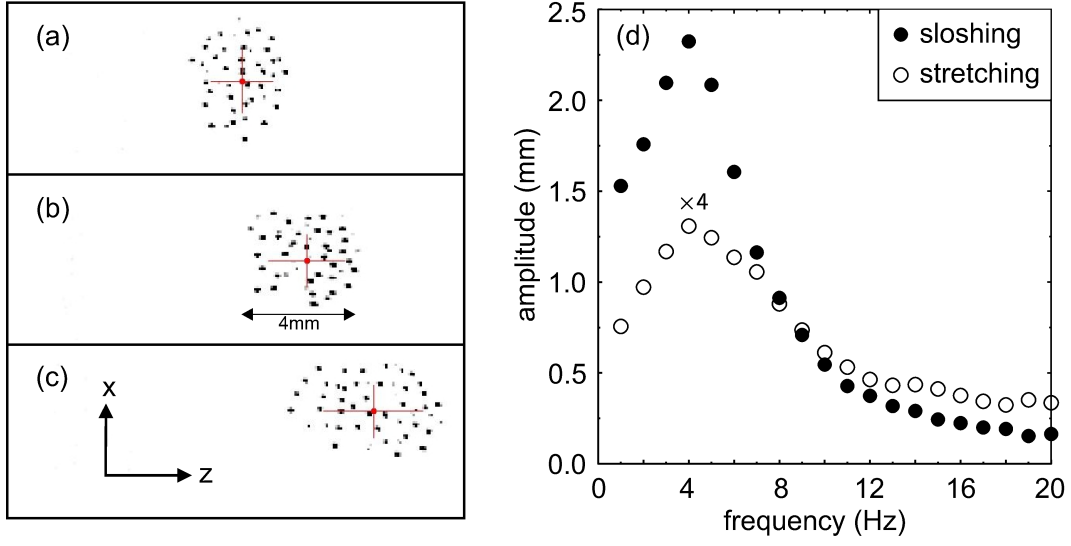 (a)
(b)
4mm
(c)
x
z
(d)
sloshing
stretching
×4
2.5
2.0
1.5
1.0
0.5
0.0
amplitude (mm)
0 4 8 12 16 20
frequency (Hz)